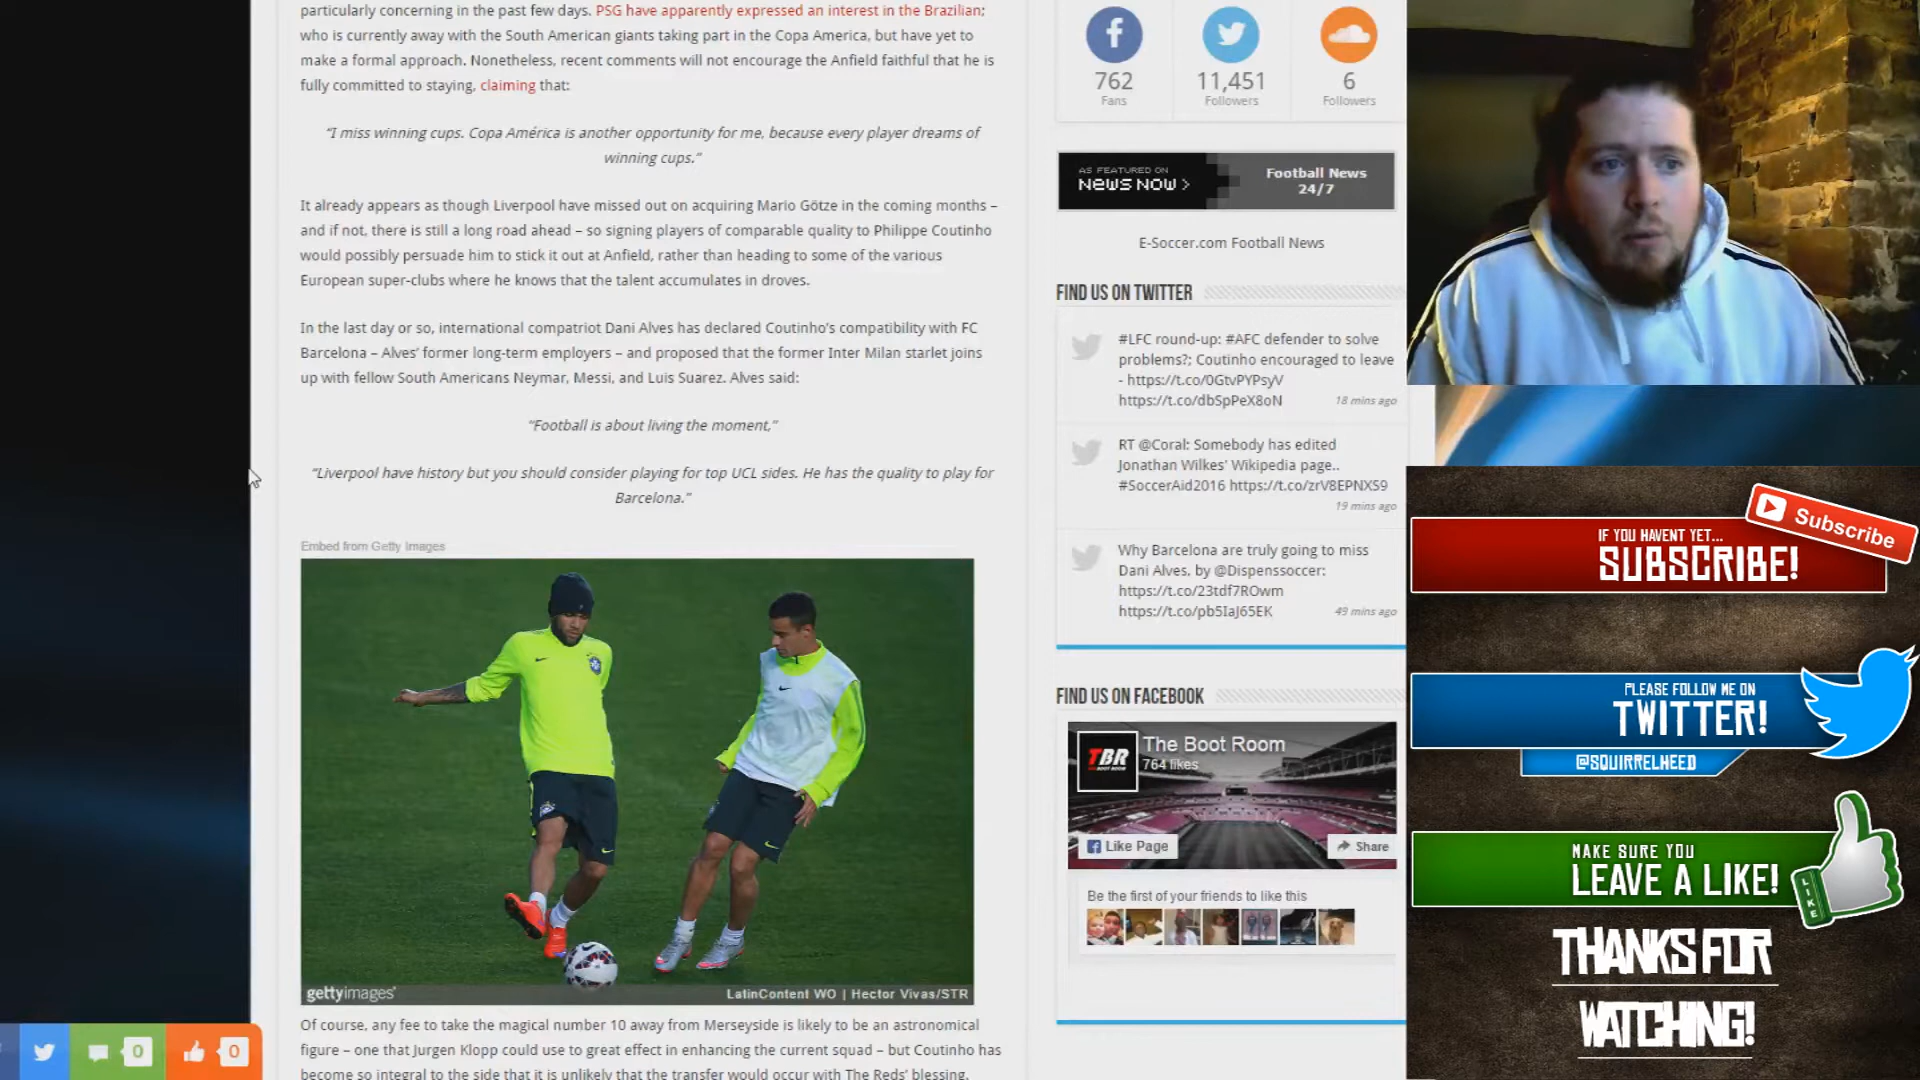 particularly concerning in the past few days. PSG have apparently expressed an interest in the Brazilian;
who is currently away with the South American giants taking part in the Copa America, but have yet to
make a formal approach. Nonetheless, recent comments will not encourage the Anfield faithful that he is
fully committed to staying, claiming that:
“I miss winning cups. Copa América is another opportunity for me, because every player dreams of
winning cups.”
It already appears as though Liverpool have missed out on acquiring Mario Götze in the coming months –
and if not, there is still a long road ahead – so signing players of comparable quality to Philippe Coutinho
would possibly persuade him to stick it out at Anfield, rather than heading to some of the various
European super-clubs where he knows that the talent accumulates in droves.
In the last day or so, international compatriot Dani Alves has declared Coutinho’s compatibility with FC
Barcelona – Alves’ former long-term employers – and proposed that the former Inter Milan starlet joins
up with fellow South Americans Neymar, Messi, and Luis Suarez. Alves said:
“Football is about living the moment,”
“Liverpool have history but you should consider playing for top UCL sides. He has the quality to play for
Barcelona.”
Embed from Getty Images
gettyimages
LatinContent WO | Hector Vivas/STR
Of course, any fee to take the magical number 10 away from Merseyside is likely to be an astronomical
figure – one that Jurgen Klopp could use to great effect in enhancing the current squad – but Coutinho has
become so integral to the side that it is unlikely that the transfer would occur with The Reds’ blessing.
0
0
762
Fans
11,451
Followers
6
Followers
AS FEATURED ON
NEWS NOW >
Football News
24/7
E-Soccer.com Football News
FIND US ON TWITTER
#LFC round-up: #AFC defender to solve
problems?; Coutinho encouraged to leave
- https://t.co/0GtvPYPsyV
https://t.co/dbSpPeX8oN
18 mins ago
RT @Coral: Somebody has edited
Jonathan Wilkes' Wikipedia page..
#SoccerAid2016 https://t.co/zrV8EPNXS9
19 mins ago
Why Barcelona are truly going to miss
Dani Alves, by @Dispenssoccer:
https://t.co/23tdf7ROwm
https://t.co/pb5IaJ65EK
49 mins ago
FIND US ON FACEBOOK
TBR
THE BOOT ROOM
The Boot Room
764 likes
Like Page
Share
Be the first of your friends to like this
IF YOU HAVENT YET...
SUBSCRIBE!
Subscribe
PLEASE FOLLOW ME ON
TWITTER!
@SQUIRRELHEED
MAKE SURE YOU
LEAVE A LIKE!
LIKE
THANKS FOR
WATCHING!